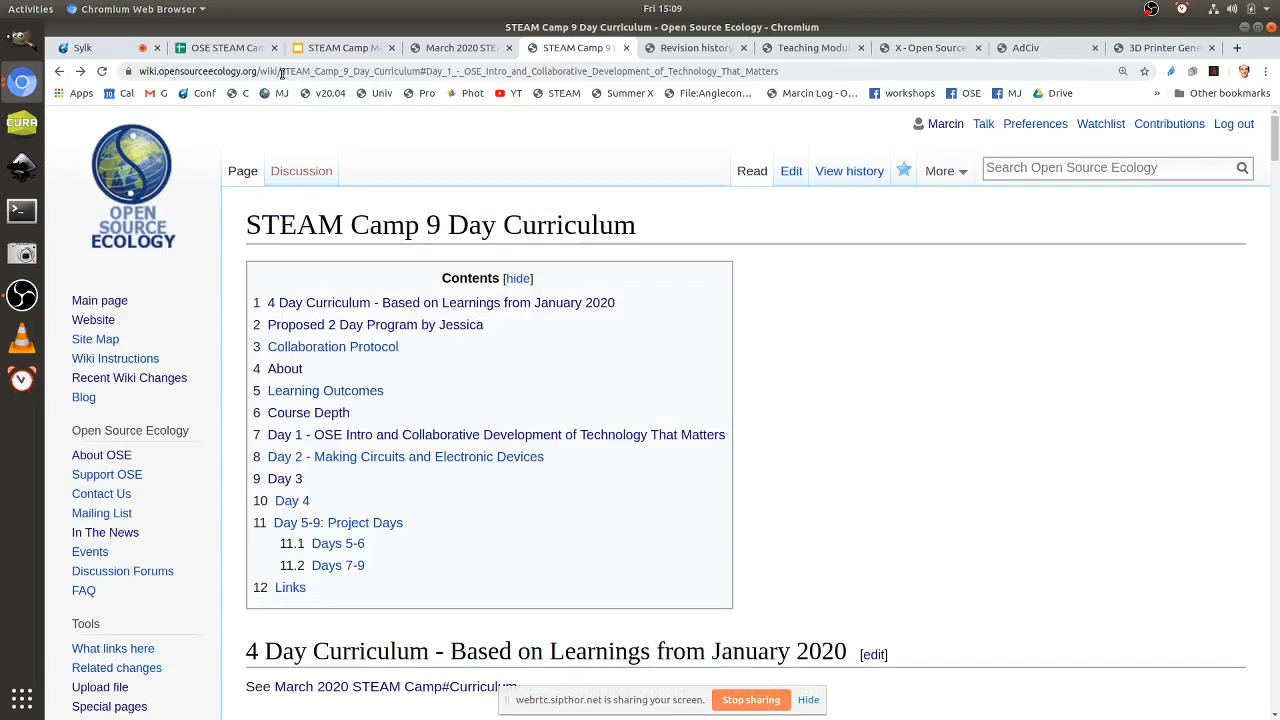 Activities Chromium Web Browser Fri 15:09
STEAM Camp 9 Day Curriculum - Open Source Ecology - Chromium
Sylk OSE STEAM Cam March 2020 STE STEAM Camp 9 Revision history Teaching Modul X - Open Source AdCiv 3D Printer Gene
wiki.opensourceecology.org/wiki/STEAM_Camp_9_Day_Curriculum#Day_1_-_OSE_Intro_and_Collaborative_Development_of_Technology_That_Matters
Apps Cal G Conf C MJ v20.04 Univ Pro Phot YT STEAM Summer X File:Anglecon... Marcin Log - O... workshops OSE MJ Drive » Other bookmarks
Marcin Talk Preferences Watchlist Contributions Log out
Page Discussion Read Edit View history More Search Open Source Ecology
OPEN
SOURCE
ECOLOGY
CURA
STEAM Camp 9 Day Curriculum
Contents [hide]
1 4 Day Curriculum - Based on Learnings from January 2020
2 Proposed 2 Day Program by Jessica
3 Collaboration Protocol
4 About
5 Learning Outcomes
6 Course Depth
7 Day 1 - OSE Intro and Collaborative Development of Technology That Matters
8 Day 2 - Making Circuits and Electronic Devices
9 Day 3
10 Day 4
11 Day 5-9: Project Days
11.1 Days 5-6
11.2 Days 7-9
12 Links
Main page
Website
Site Map
Wiki Instructions
Recent Wiki Changes
Blog
Open Source Ecology
About OSE
Support OSE
Contact Us
Mailing List
In The News
Events
Discussion Forums
FAQ
Tools
What links here
Related changes
Upload file
Special pages
4 Day Curriculum - Based on Learnings from January 2020 [edit]
See March 2020 STEAM Camp#Curriculum
webrtc.sipthor.net is sharing your screen. Stop sharing Hide